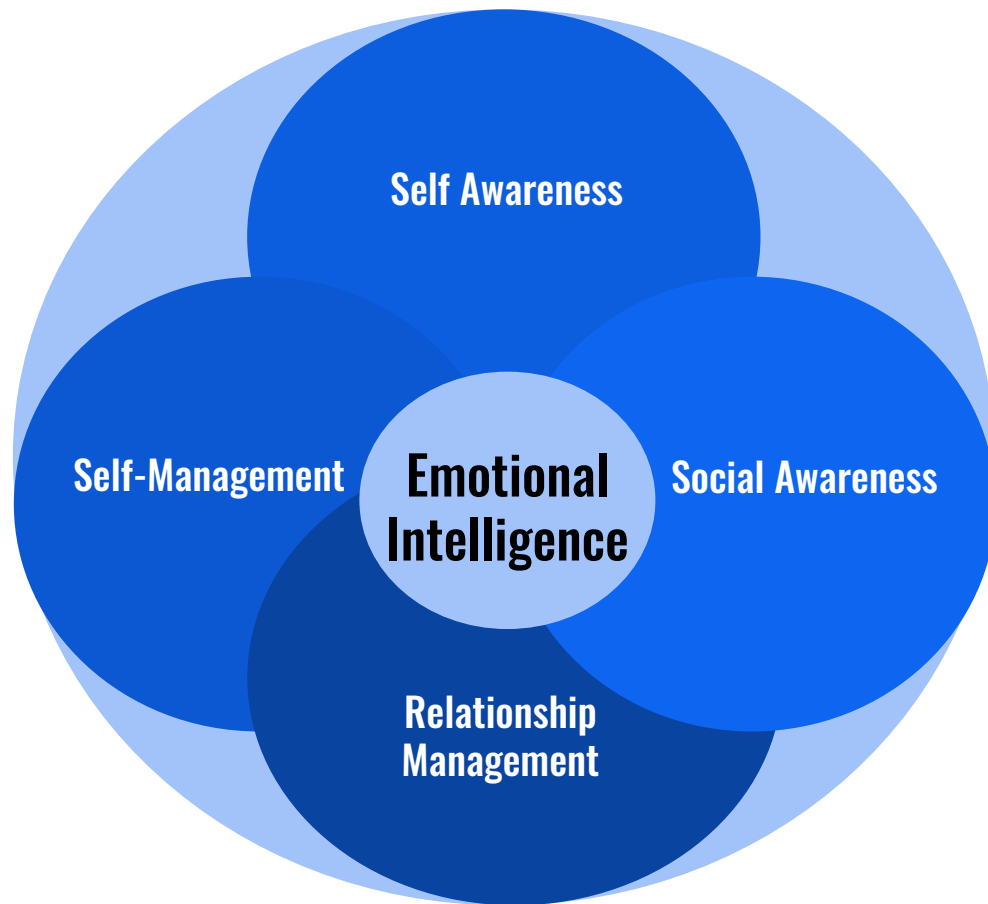 Self Awareness
Self-Management
Emotional
Intelligence
Social Awareness
Relationship
Management